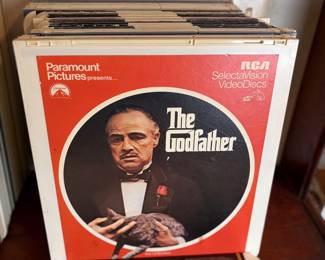 Paramount
Pictures
presents...
RCA
SelectaVision
VideoDiscs
The
Godfather